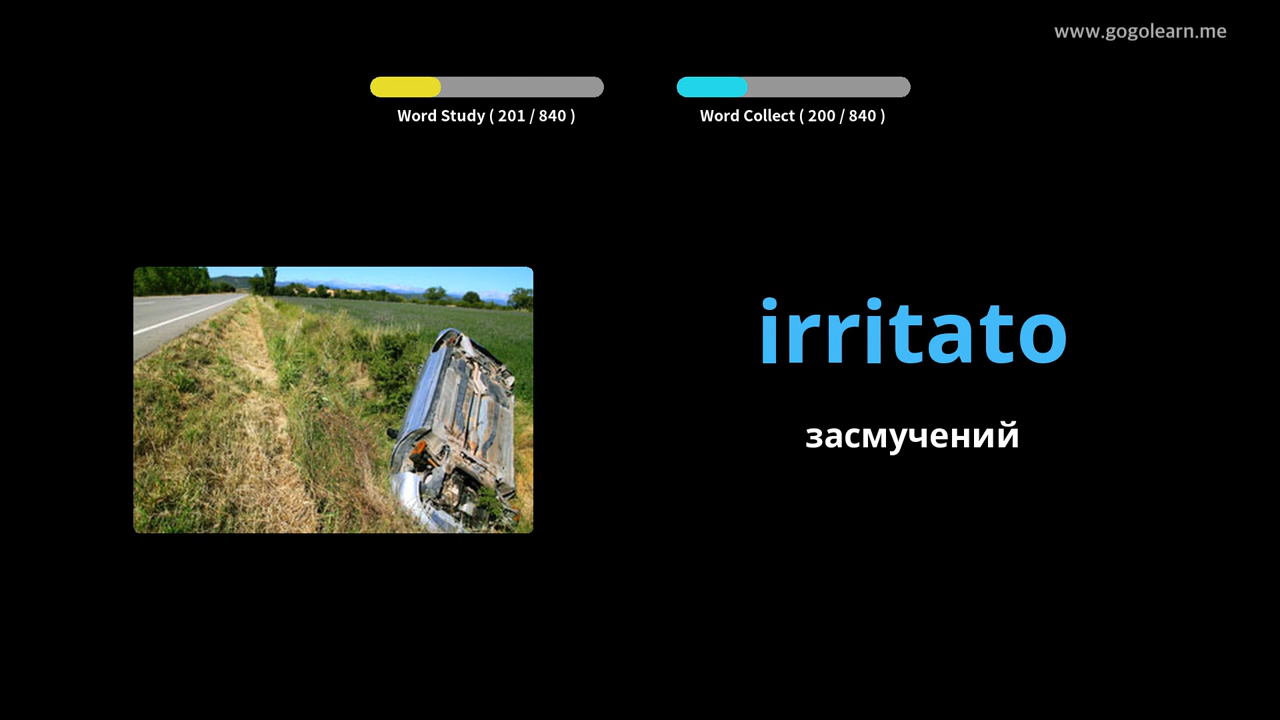 www.gogolearn.me
Word Study ( 201 / 840 )
Word Collect ( 200 / 840 )
irritato
засмучений